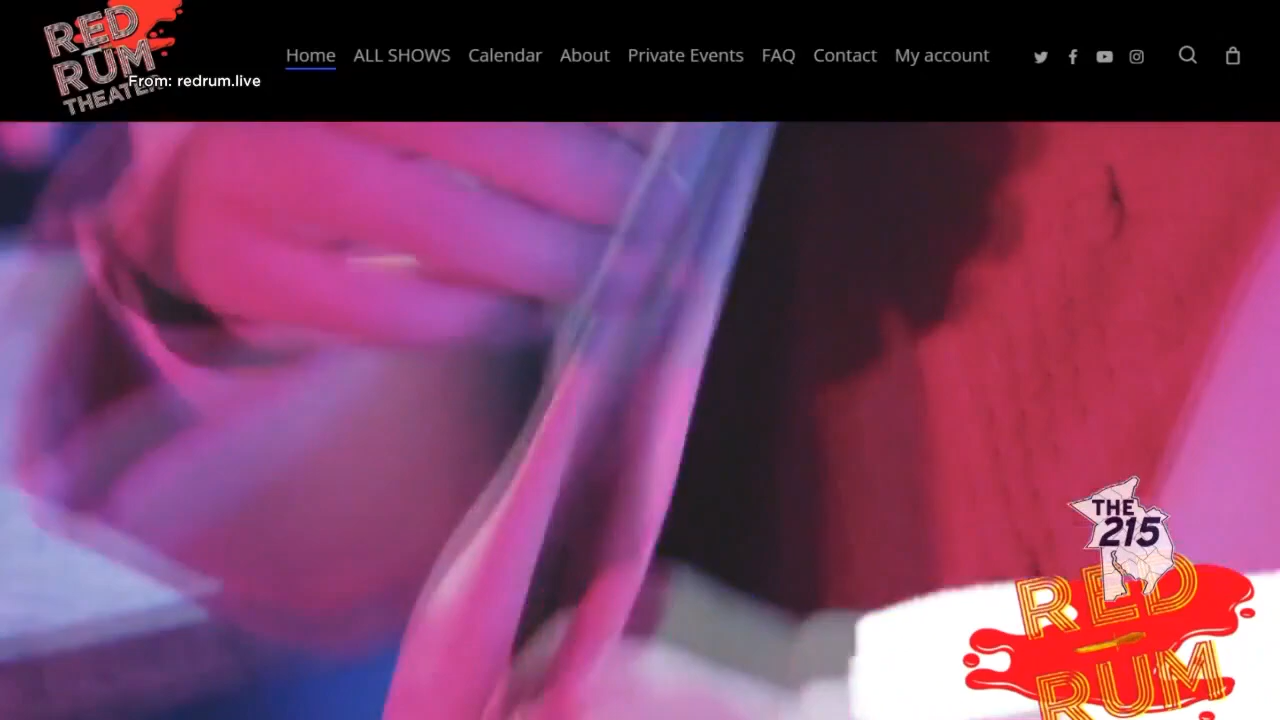 RED
RUM
THEATER
From: redrum.live
Home ALL SHOWS Calendar About Private Events FAQ Contact My account
THE
215
RED
RUM